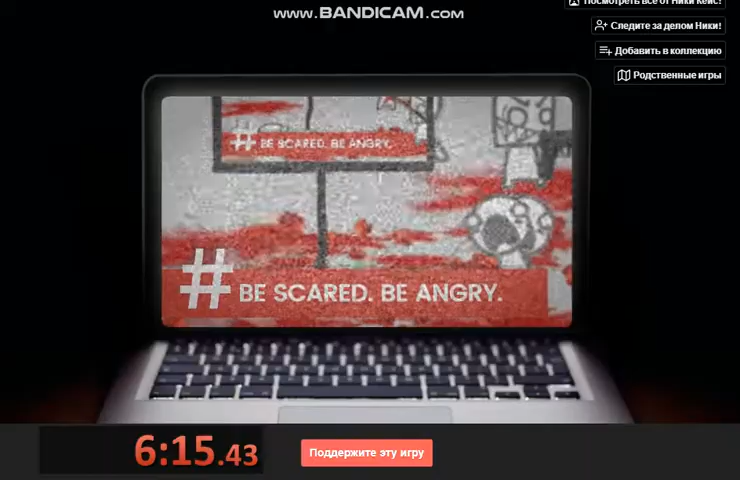 www.BANDICAM.com
Посмотреть все от Ники Кейс!
Следите за делом Ники!
Добавить в коллекцию
Родственные игры
# BE SCARED. BE ANGRY.
# BE SCARED. BE ANGRY.
6:15.43
Поддержите эту игру